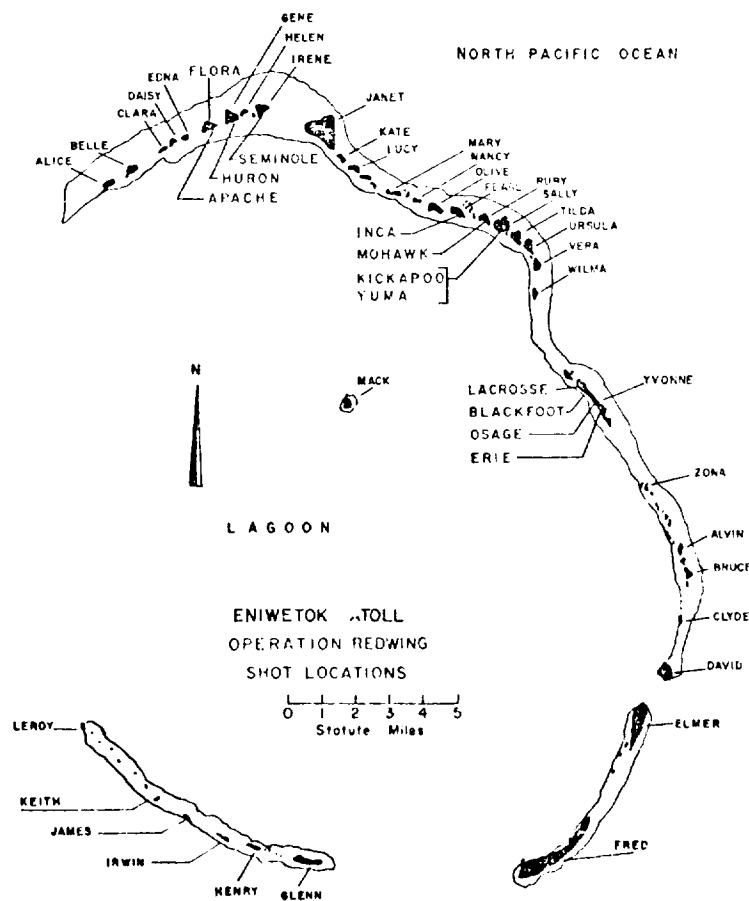 GENE
HELEN
IRENE
NORTH PACIFIC OCEAN
FLORA
EDNA
DAISY
CLARA
BELLE
ALICE
SEMINOLE
HURON
APACHE
JANET
KATE
LUCY
MARY
NANCY
OLIVE
PEARL
RUBY
SALLY
TILDA
URSULA
VERA
WILMA
INCA
MOHAWK
KICKAPOO
YUMA
N
MACK
YVONNE
LACROSSE
BLACKFOOT
OSAGE
ERIE
ZONA
LAGOON
ALVIN
BRUCE
CLYDE
DAVID
ENIWETOK ATOLL
OPERATION REDWING
SHOT LOCATIONS
0 1 2 3 4 5
Statute Miles
LEROY
ELMER
KEITH
JAMES
IRWIN
HENRY
GLENN
FRED